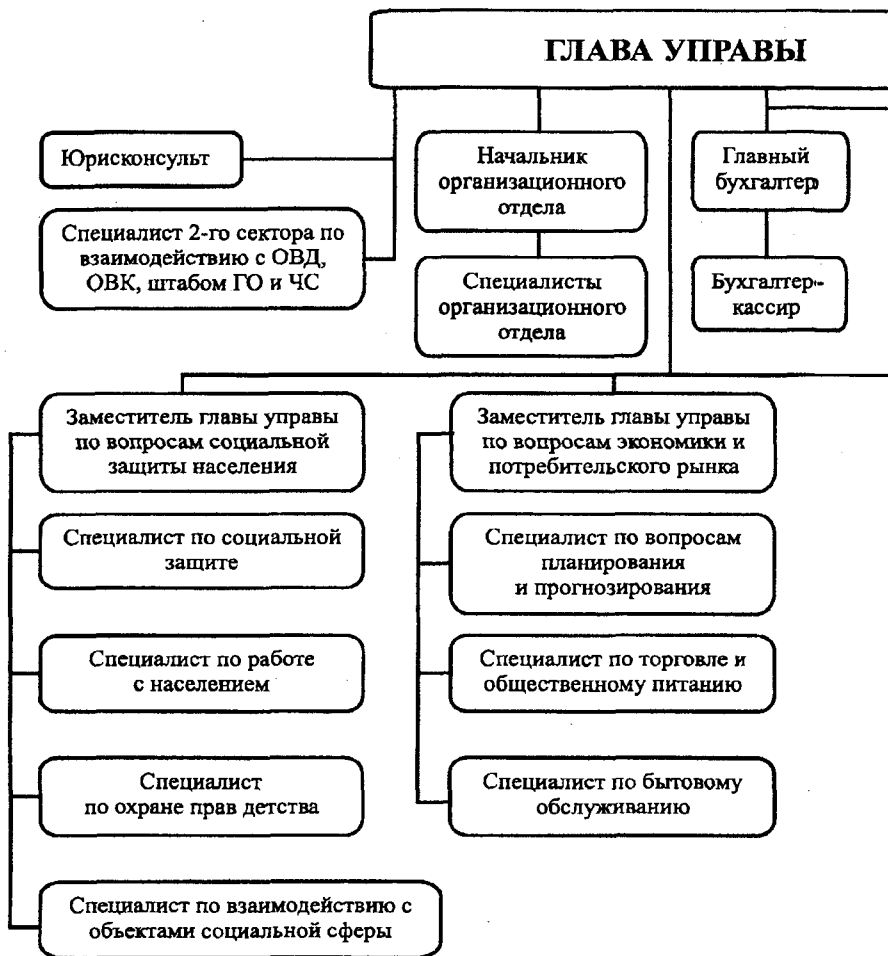 ГЛАВА УПРАВЫ
Юрисконсульт
Специалист 2-го сектора по
взаимодействию с ОВД,
ОВК, штабом ГО и ЧС
Начальник
организационного
отдела
Специалисты
организационного
отдела
Главный
бухгалтер
Бухгалтер-
кассир
Заместитель главы управы
по вопросам социальной
защиты населения
Специалист по социальной
защите
Специалист по работе
с населением
Специалист
по охране прав детства
Специалист по взаимодействию с
объектами социальной сферы
Заместитель главы управы
по вопросам экономики и
потребительского рынка
Специалист по вопросам
планирования
и прогнозирования
Специалист по торговле и
общественному питанию
Специалист по бытовому
обслуживанию